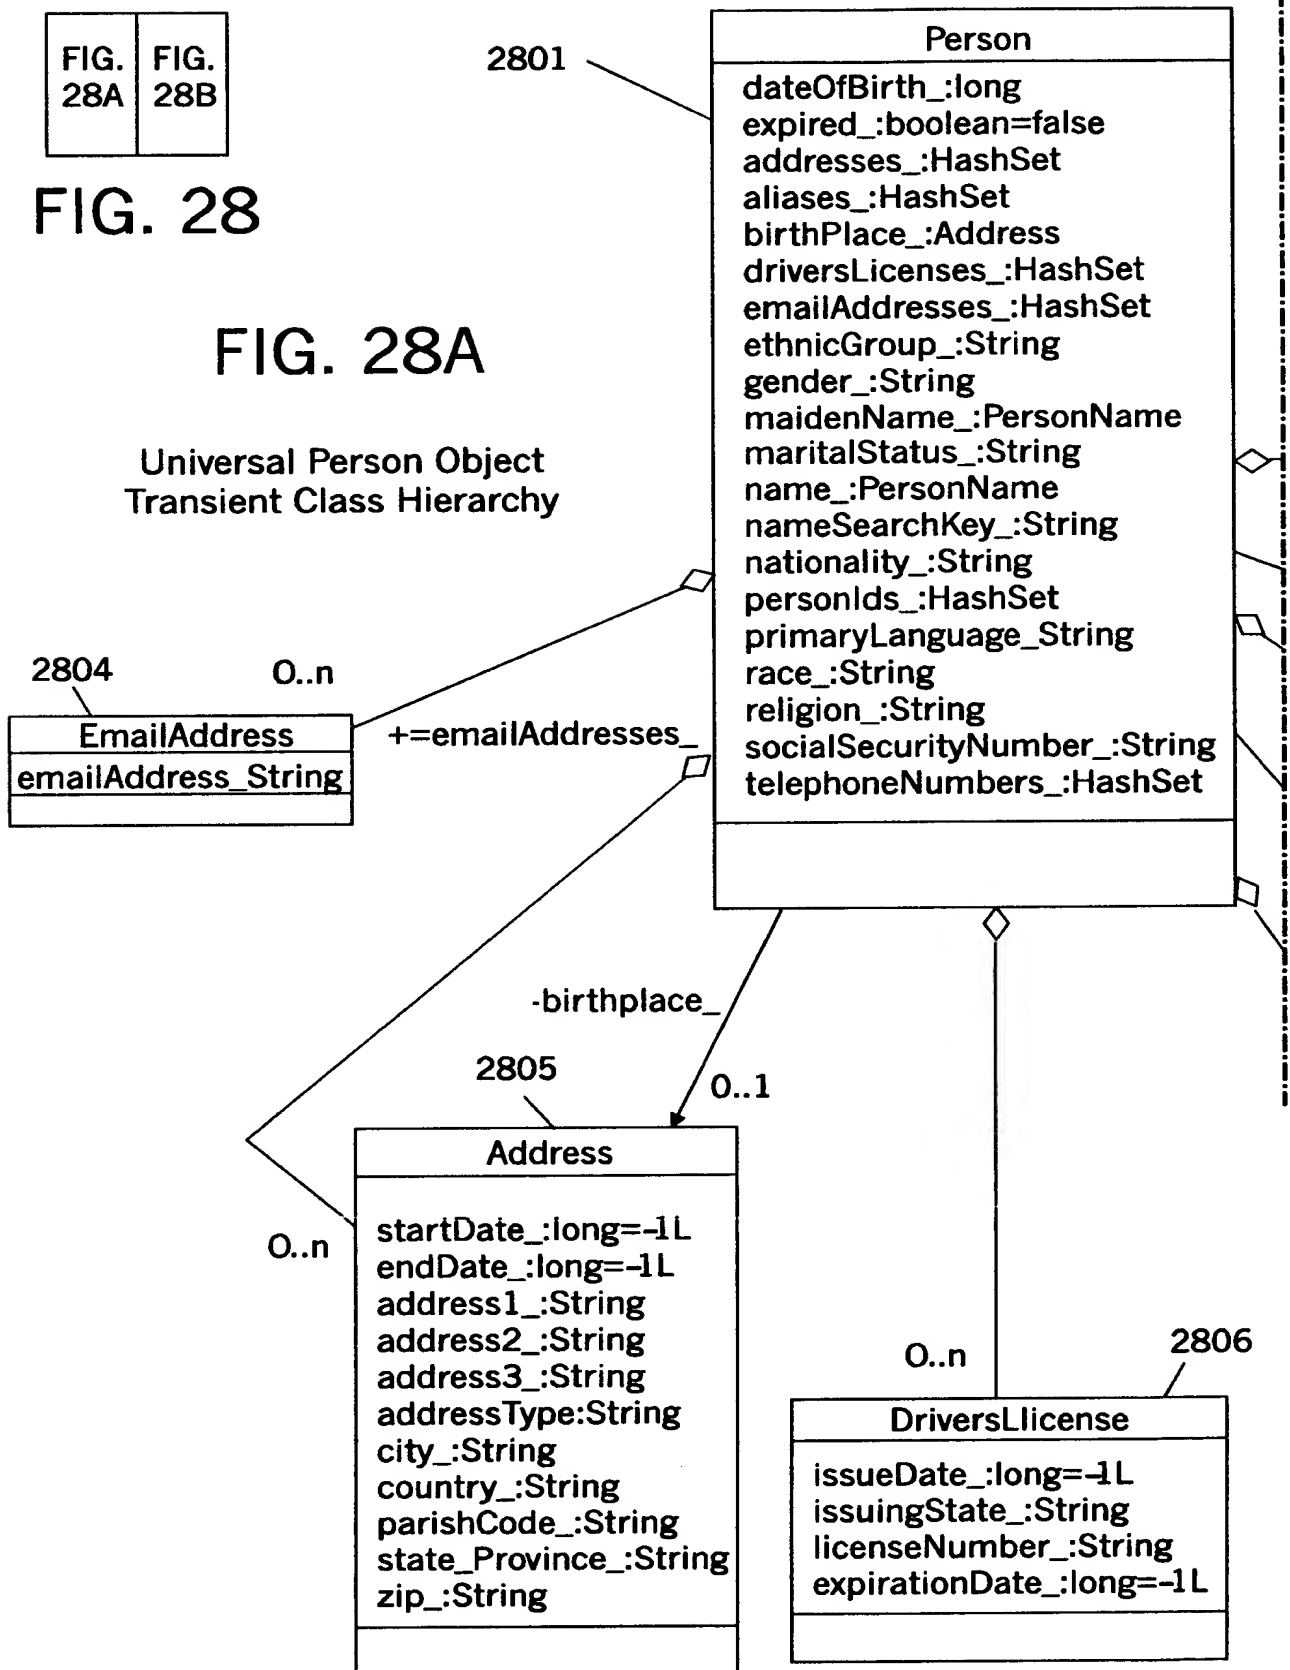 FIG. 28A
FIG. 28B
FIG. 28
FIG. 28A
Universal Person Object
Transient Class Hierarchy
2801
Person
dateOfBirth_:long
expired_:boolean=false
addresses_:HashSet
aliases_:HashSet
birthPlace_:Address
driversLicenses_:HashSet
emailAddresses_:HashSet
ethnicGroup_:String
gender_:String
maidenName_:PersonName
maritalStatus_:String
name_:PersonName
nameSearchKey_:String
nationality_:String
personIds_:HashSet
primaryLanguage_String
race_:String
religion_:String
socialSecurityNumber_:String
telephoneNumbers_:HashSet
2804
0..n
EmailAddress
emailAddress_String
+=emailAddresses_
-birthplace_
2805
0..1
Address
0..n
startDate_:long=-1L
endDate_:long=-1L
address1_:String
address2_:String
address3_:String
addressType:String
city_:String
country_:String
parishCode_:String
state_Province_:String
zip_:String
0..n
2806
DriversLlicense
issueDate_:long=-1L
issuingState_:String
licenseNumber_:String
expirationDate_:long=-1L